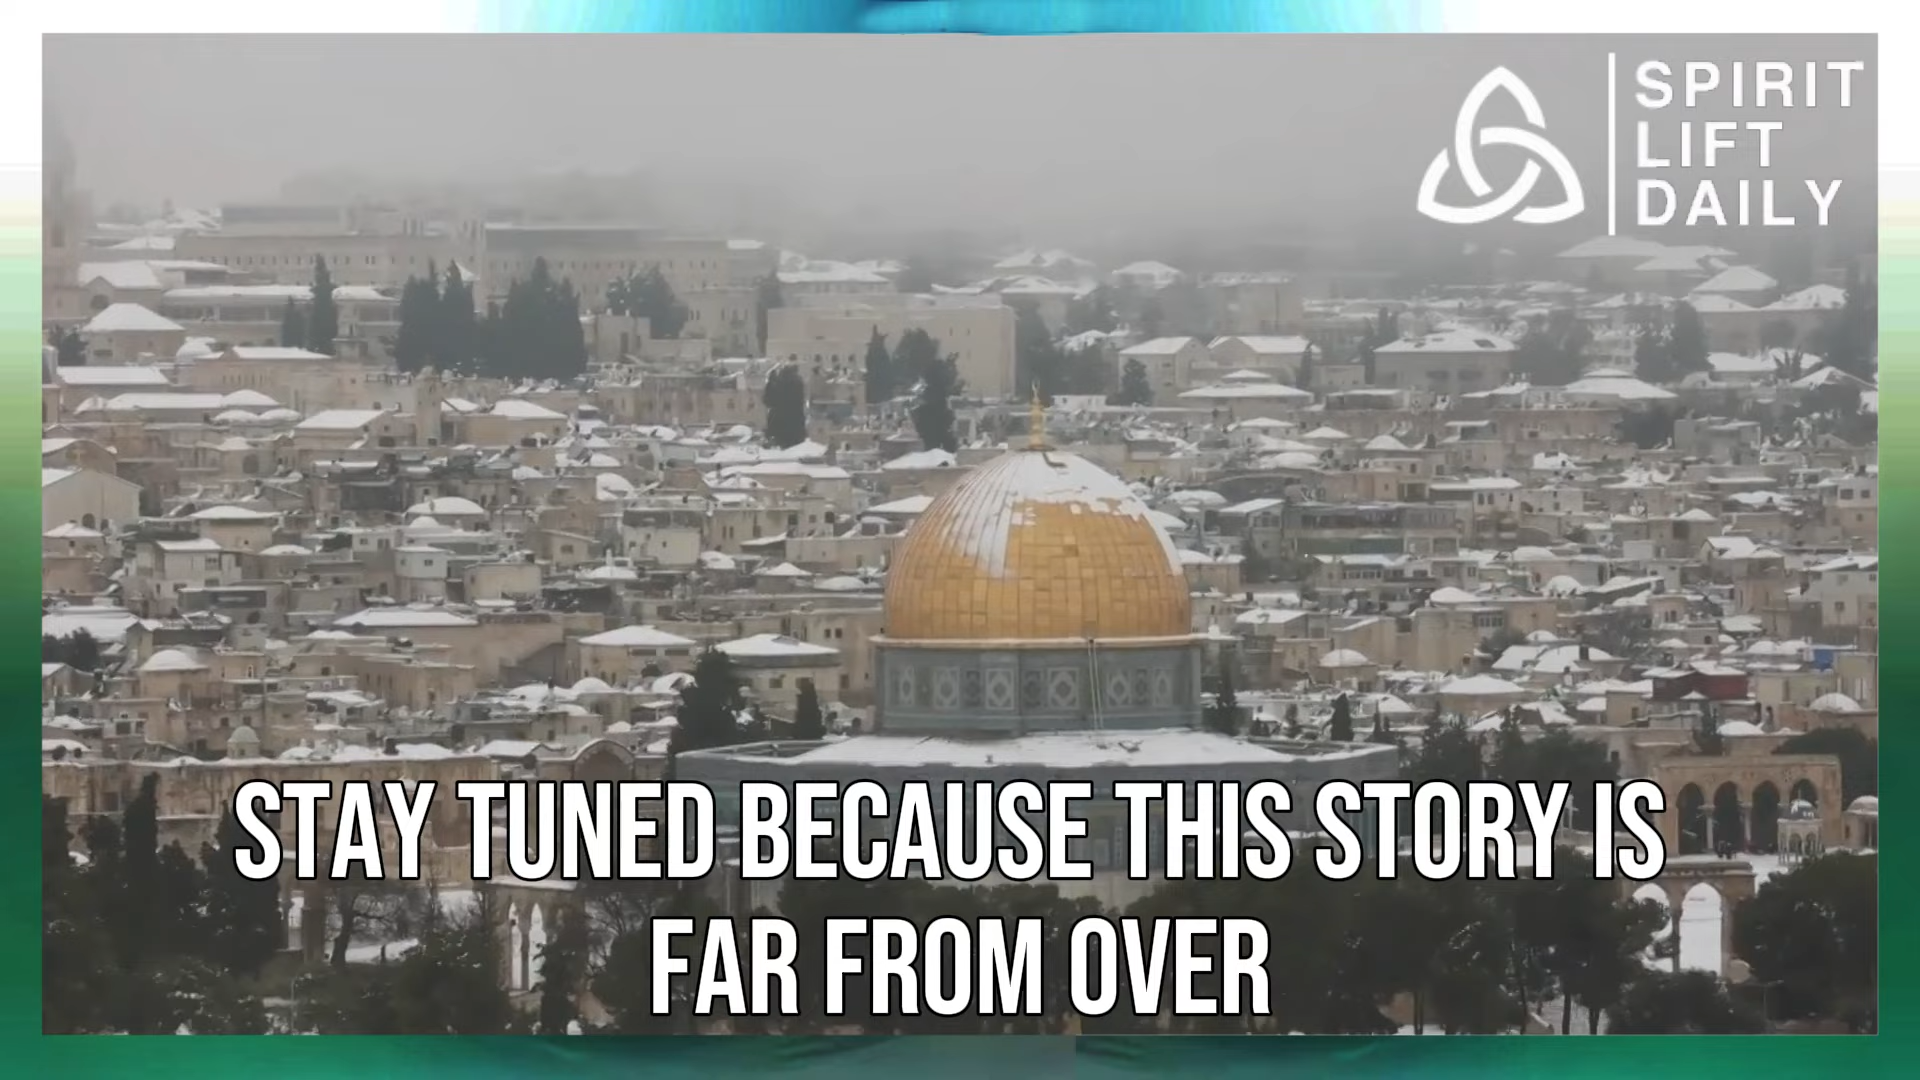 SPIRIT
LIFT
DAILY
STAY TUNED BECAUSE THIS STORY IS
FAR FROM OVER